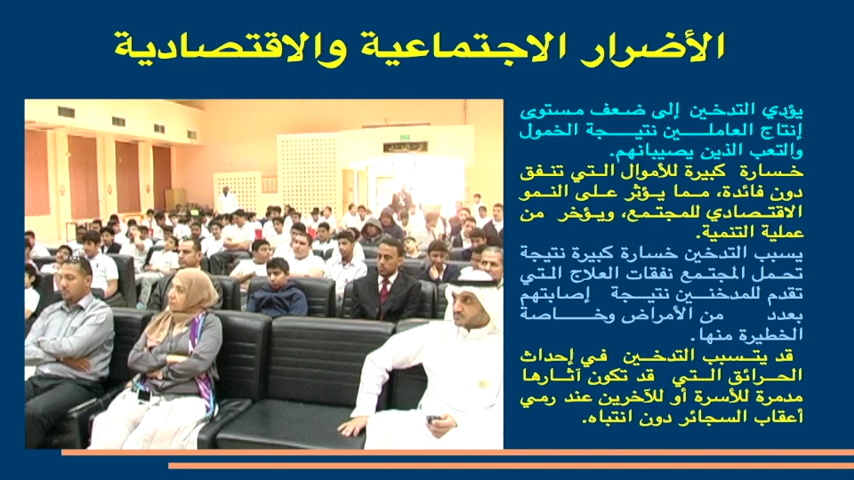 الأضرار الاجتماعية والاقتصادية
يؤدي التدخين إلى ضعف مستوى
إنتاج العاملين نتيجة الخمول
والتعب الذين يصيبانهم.
خسارة كبيرة للأموال التي تنفق
دون فائدة، مما يؤثر على النمو
الاقتصادي للمجتمع، ويؤخر من
عملية التنمية.
يسبب التدخين خسارة كبيرة نتيجة
تحمل المجتمع نفقات العلاج التي
تقدم للمدخنين نتيجة إصابتهم
بعدد من الأمراض وخاصة
الخطيرة منها.
قد يتسبب التدخين في إحداث
الحرائق التي قد تكون آثارها
مدمرة للأسرة أو للآخرين عند رمي
أعقاب السجائر دون انتباه.